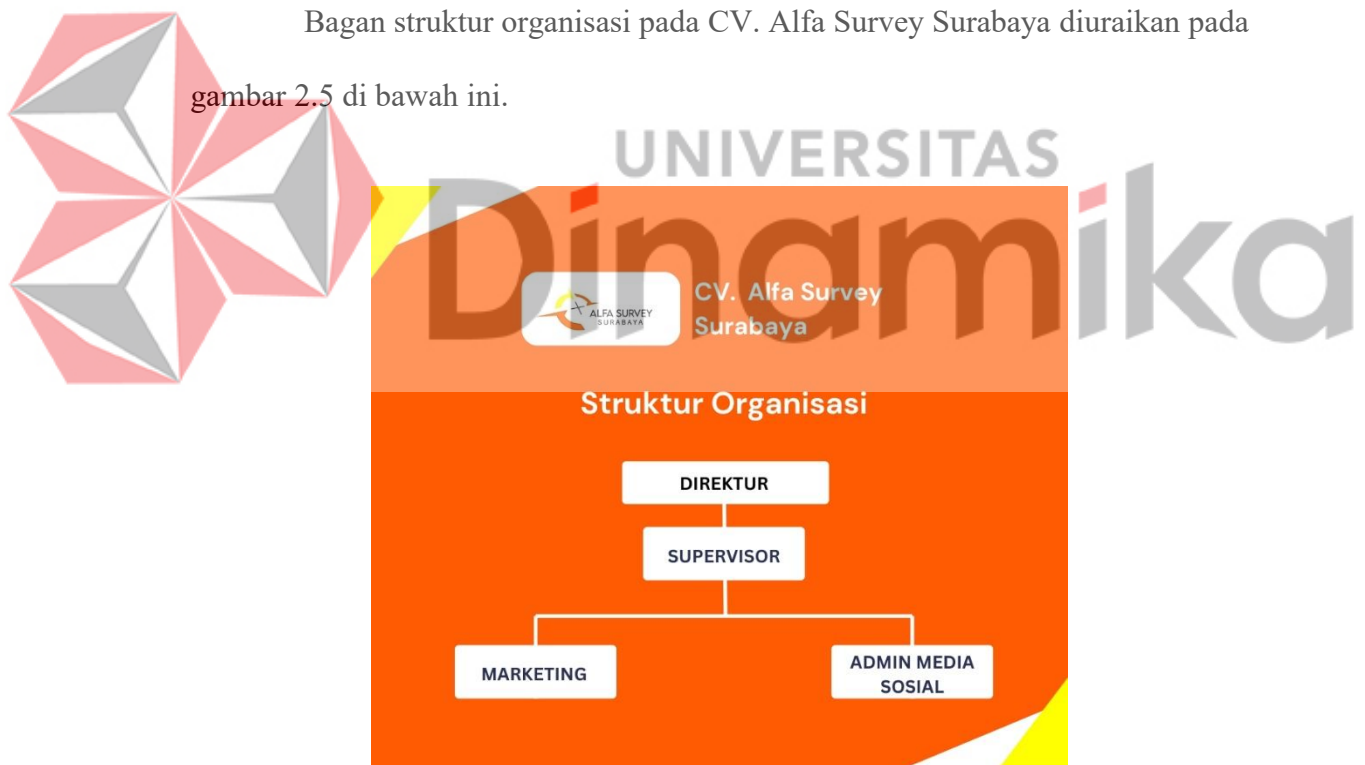 Bagan struktur organisasi pada CV. Alfa Survey Surabaya diuraikan pada
gambar 2.5 di bawah ini.
UNIVERSITAS
Dinamika
ALFA SURVEY
SURABAYA
CV. Alfa Survey
Surabaya
Struktur Organisasi
DIREKTUR
SUPERVISOR
MARKETING
ADMIN MEDIA
SOSIAL